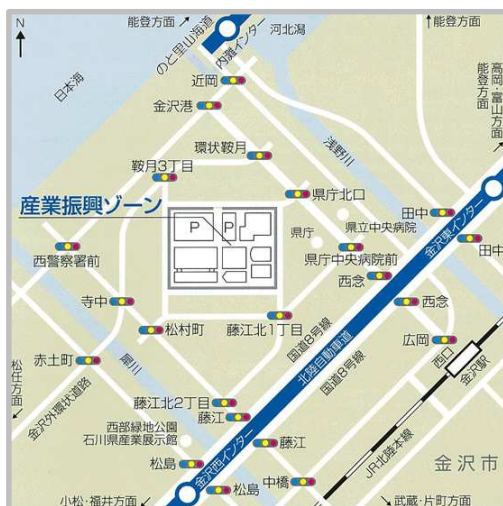 N
能登方面
河北潟
↑能登方面
のと里山海道
内灘インター
日本海
近岡
金沢港
高岡・富山方面
能登方面
浅野川
環状鞍月
鞍月3丁目
県庁北口
産業振興ゾーン
P
P
県庁
県立中央病院
田中
金沢東インター
田中
西警察署前
県庁中央病院前
西念
寺中
西念
松村町
藤江北1丁目
国道8号線
北陸自動車道
国道8号線
広岡
西口
金沢駅
赤土町
犀川
松任方面
金沢外環状道路
藤江北2丁目
藤江
西部緑地公園
石川県産業展示館
藤江
JR北陸本線
金沢市
松島
金沢西インター
松島
中橋
小松・福井方面
武蔵・片町方面